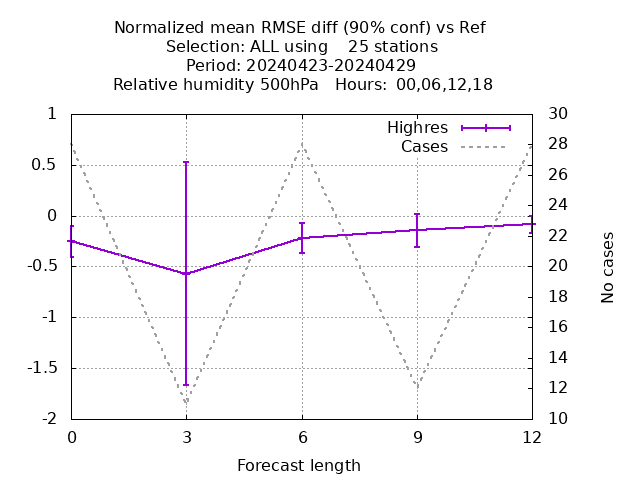 Normalized mean RMSE diff (90% conf) vs Ref
Selection: ALL using    25 stations
Period: 20240423-20240429
Relative humidity 500hPa   Hours: 00,06,12,18
1
0.5
0
-0.5
-1
-1.5
-2
30
28
26
24
22
20
18
16
14
12
10
Highres
Cases
No cases
0 3 6 9 12
Forecast length